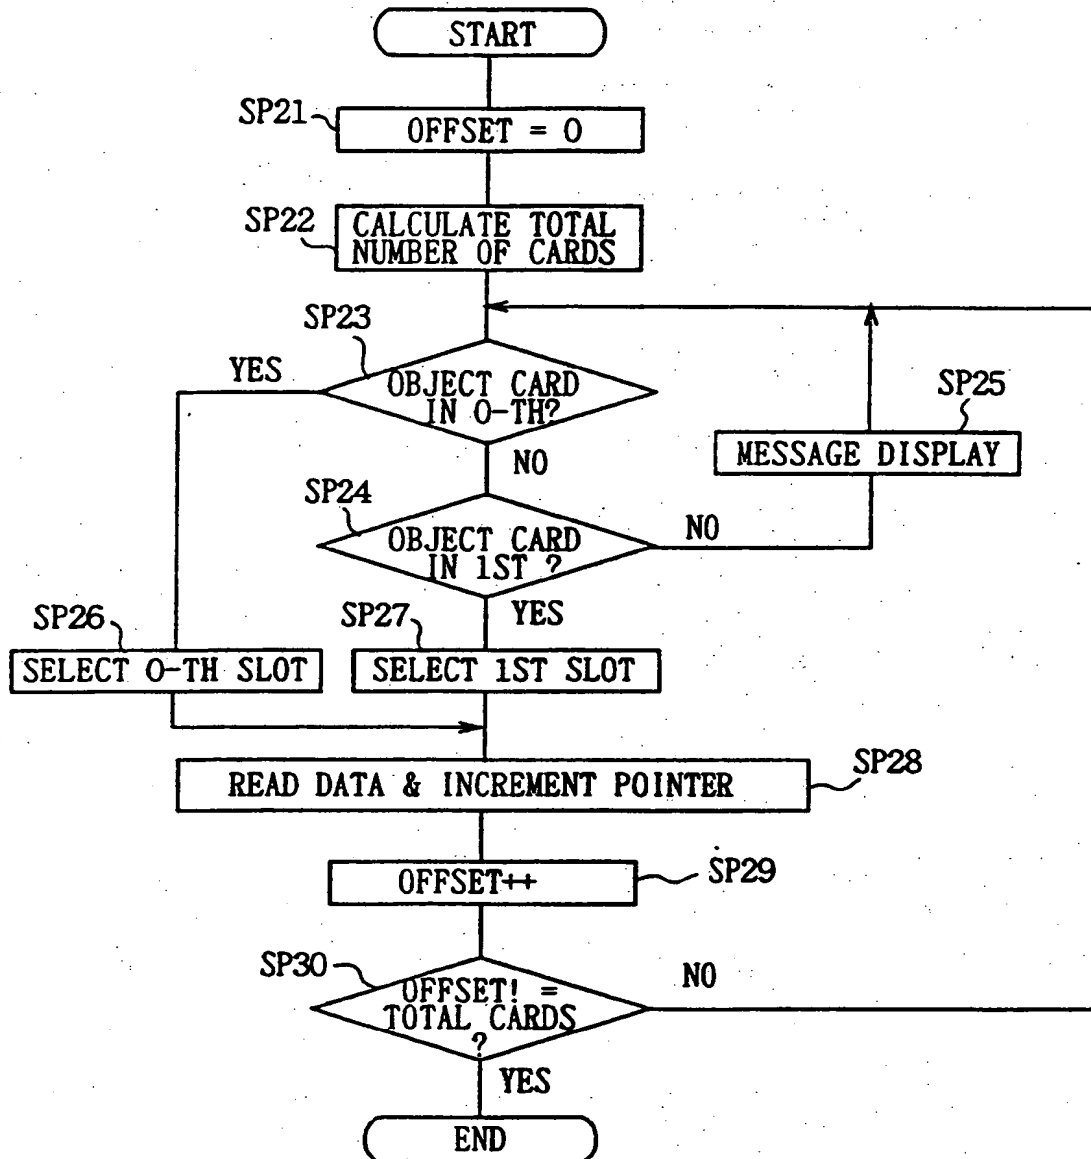 START
SP21
OFFSET = 0
SP22
CALCULATE TOTAL
NUMBER OF CARDS
SP23
YES
OBJECT CARD
IN 0-TH?
SP25
MESSAGE DISPLAY
NO
SP24
OBJECT CARD
IN 1ST ?
NO
YES
SP26
SELECT 0-TH SLOT
SP27
SELECT 1ST SLOT
READ DATA & INCREMENT POINTER
SP28
OFFSET++
SP29
SP30
OFFSET! =
TOTAL CARDS
?
NO
YES
END